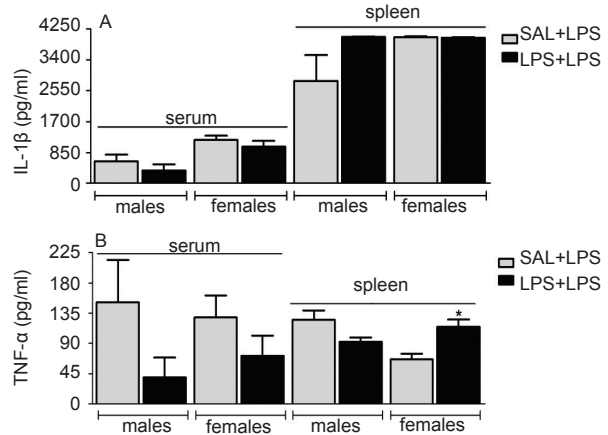 A
spleen
SAL+LPS
LPS+LPS
IL-1β (pg/ml)
4250
3400
2550
1700
850
0
serum
males
females
males
females
B
serum
spleen
SAL+LPS
LPS+LPS
TNF-α (pg/ml)
225
180
135
90
45
0
*
males
females
males
females